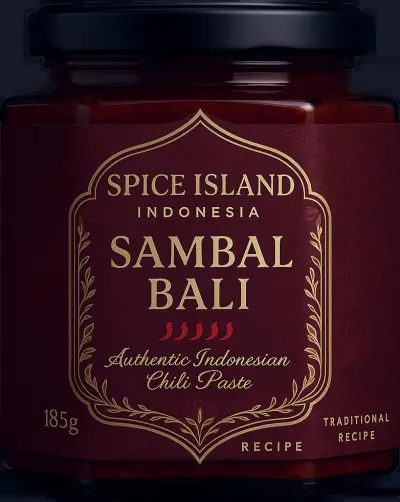 SPICE ISLAND
INDONESIA
SAMBAL
BALI
Authentic Indonesian
Chili Paste
185g
RECIPE
TRADITIONAL
RECIPE